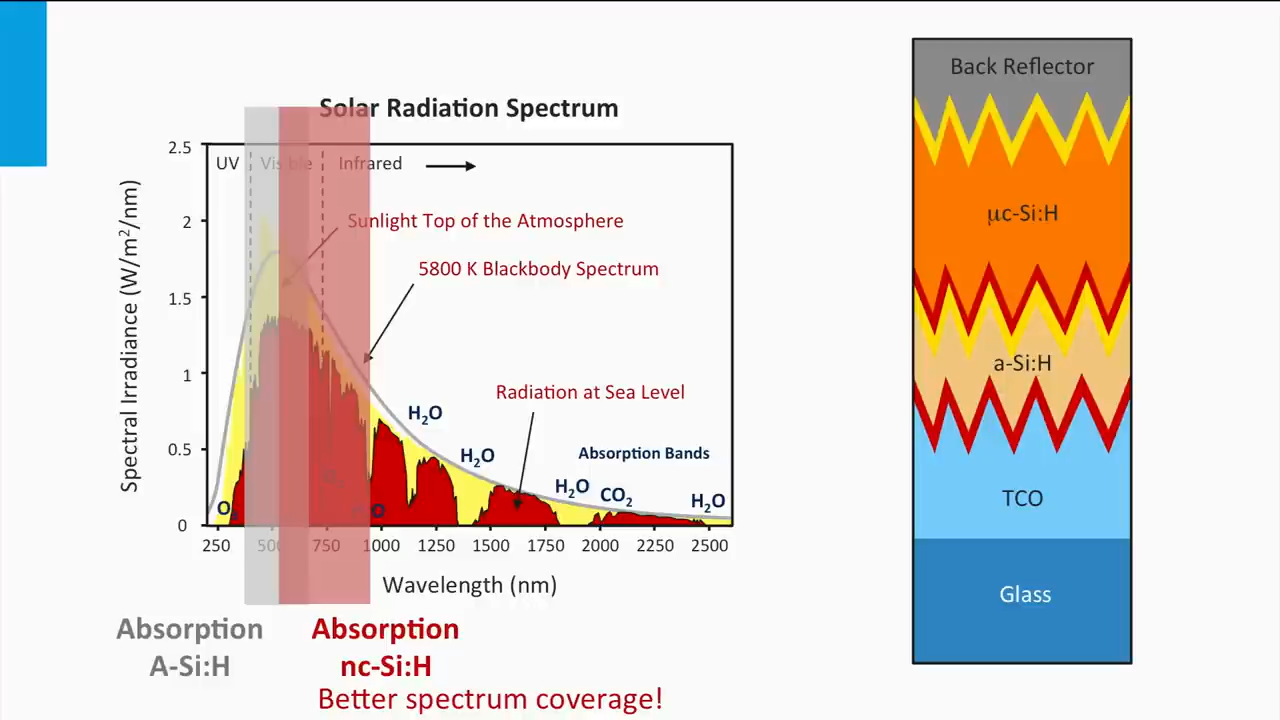 Solar Radiation Spectrum
UV Visible Infrared
Sunlight Top of the Atmosphere
5800 K Blackbody Spectrum
Radiation at Sea Level
H2O
H2O
Absorption Bands
H2O CO2 H2O
Spectral Irradiance (W/m²/nm)
2.5
2
1.5
1
0.5
0
250 500 750 1000 1250 1500 1750 2000 2250 2500
Wavelength (nm)
Absorption
A-Si:H
Absorption
nc-Si:H
Better spectrum coverage!
Back Reflector
µc-Si:H
a-Si:H
TCO
Glass